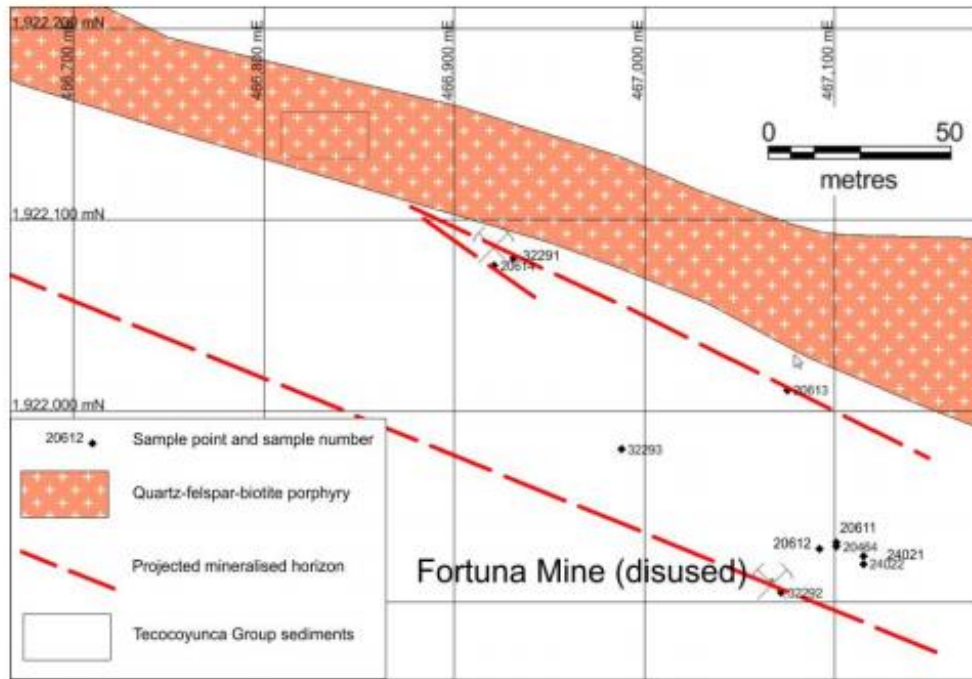 1,922,200 mN
466,700 mE
466,800 mE
466,900 mE
467,000 mE
467,100 mE
0 50
metres
1,922,100 mN
32291
20614
20613
1,922,000 mN
32293
20611
20612
20464
24021
24022
Fortuna Mine (disused)
32292
20612 Sample point and sample number
Quartz-felspar-biotite porphyry
Projected mineralised horizon
Tecocoyunca Group sediments